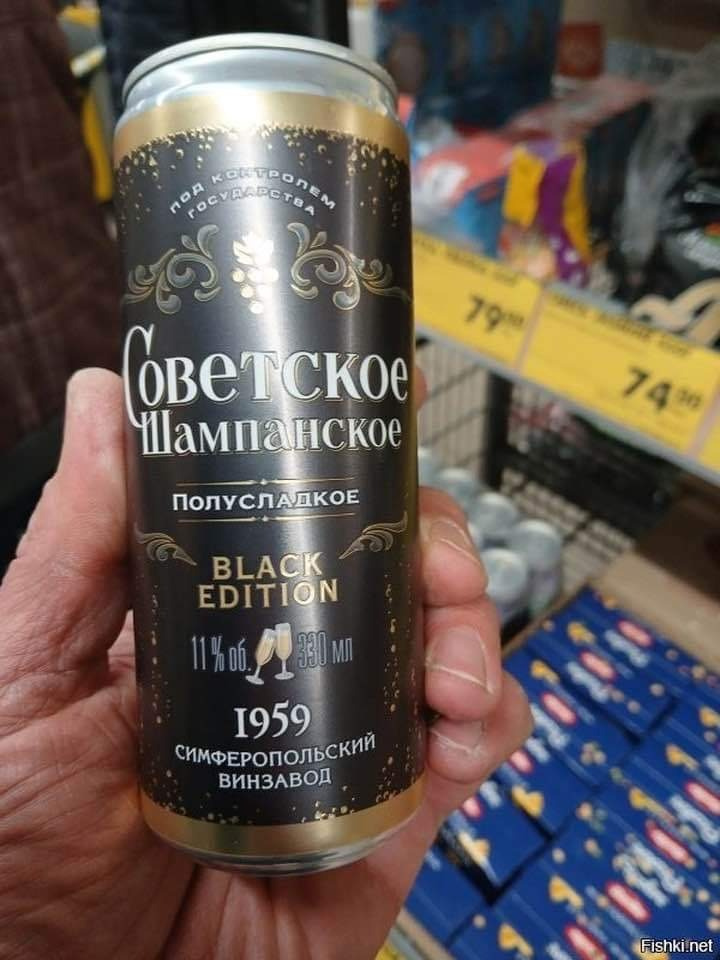 ПОД КОНТРОЛЕМ
ГОСУДАРСТВА
Советское
Шампанское
Полусладкое
BLACK
EDITION
11% об. 330 мл
1959
СИМФЕРОПОЛЬСКИЙ
ВИНЗАВОД
79
74
Fishki.net